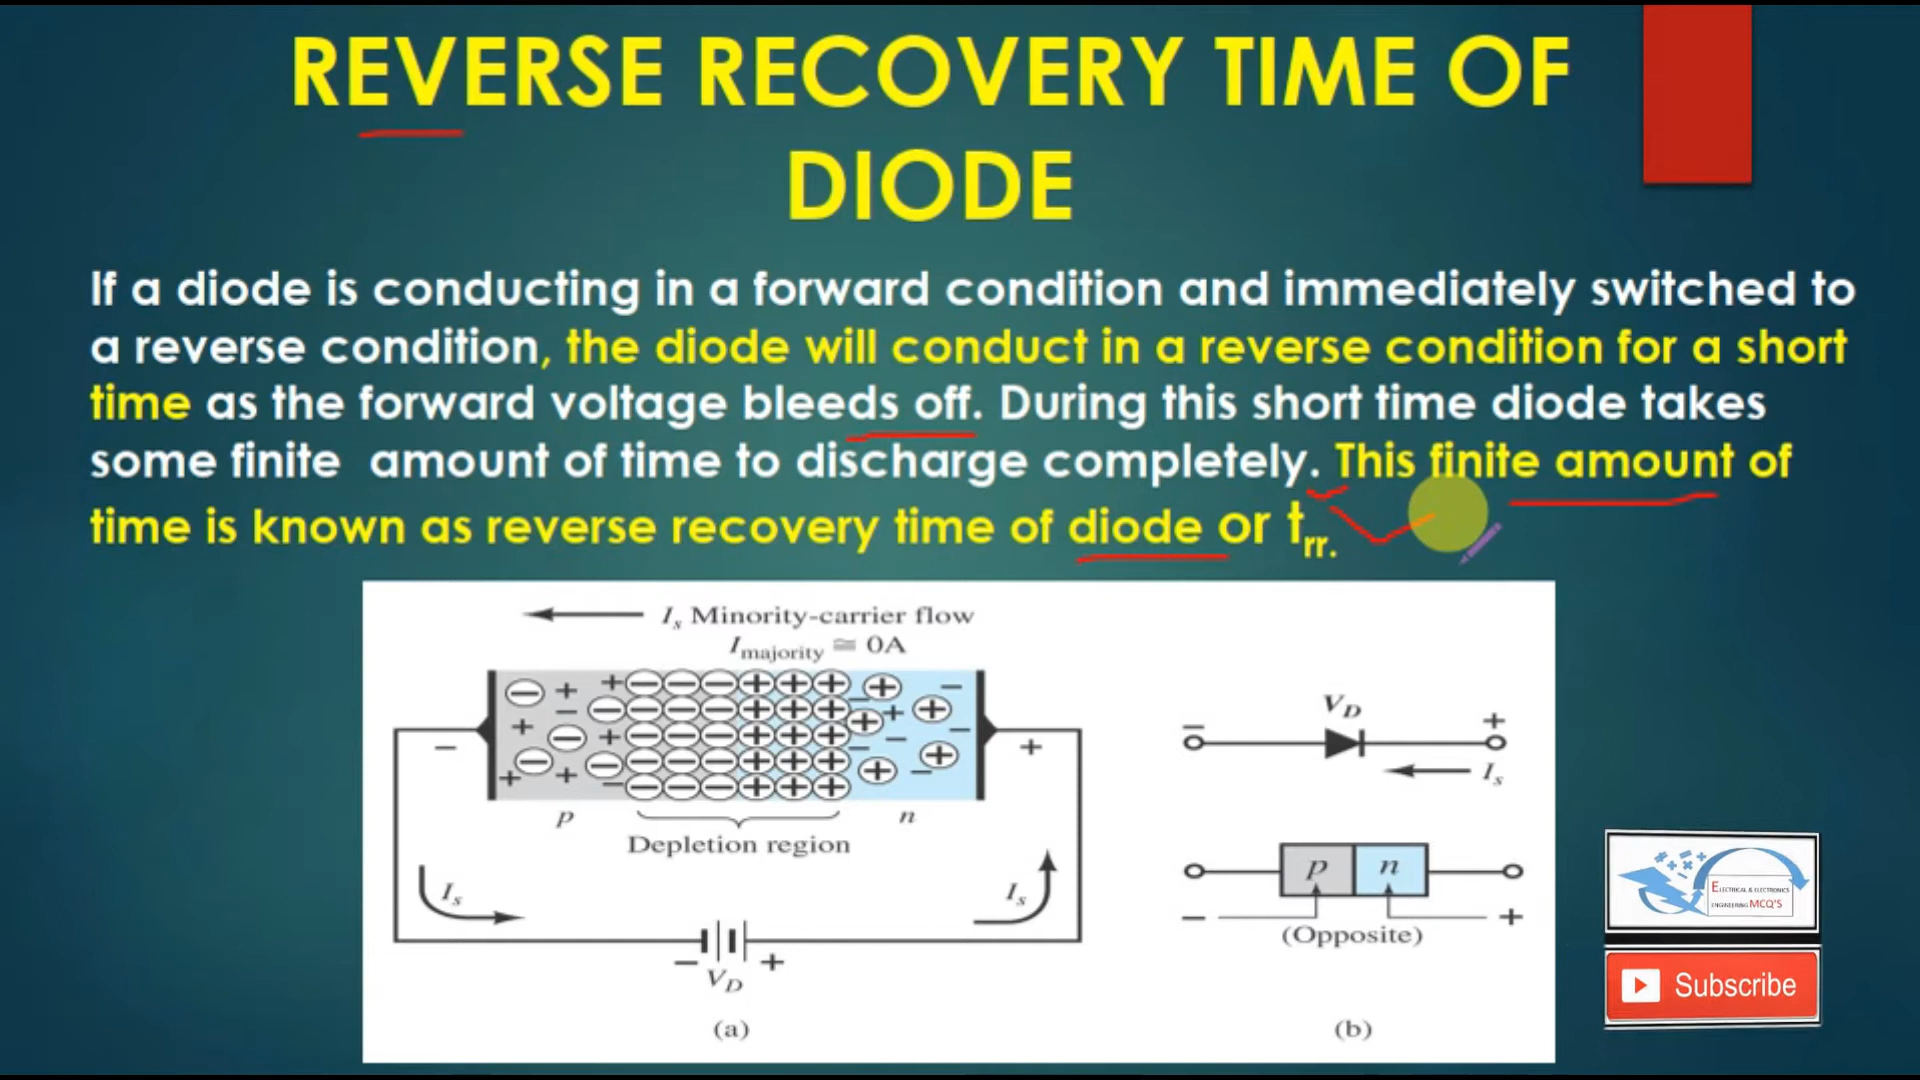 REVERSE RECOVERY TIME OF
DIODE
If a diode is conducting in a forward condition and immediately switched to
a reverse condition, the diode will conduct in a reverse condition for a short
time as the forward voltage bleeds off. During this short time diode takes
some finite amount of time to discharge completely. This finite amount of
time is known as reverse recovery time of diode or trr.
Is Minority-carrier flow
Imajority ≅ 0A
p
n
Depletion region
Is
Is
− VD +
(a)
VD
− +
Is
p n
− +
(Opposite)
(b)
ELECTRICAL & ELECTRONICS
ENGINEERING MCQ'S
Subscribe